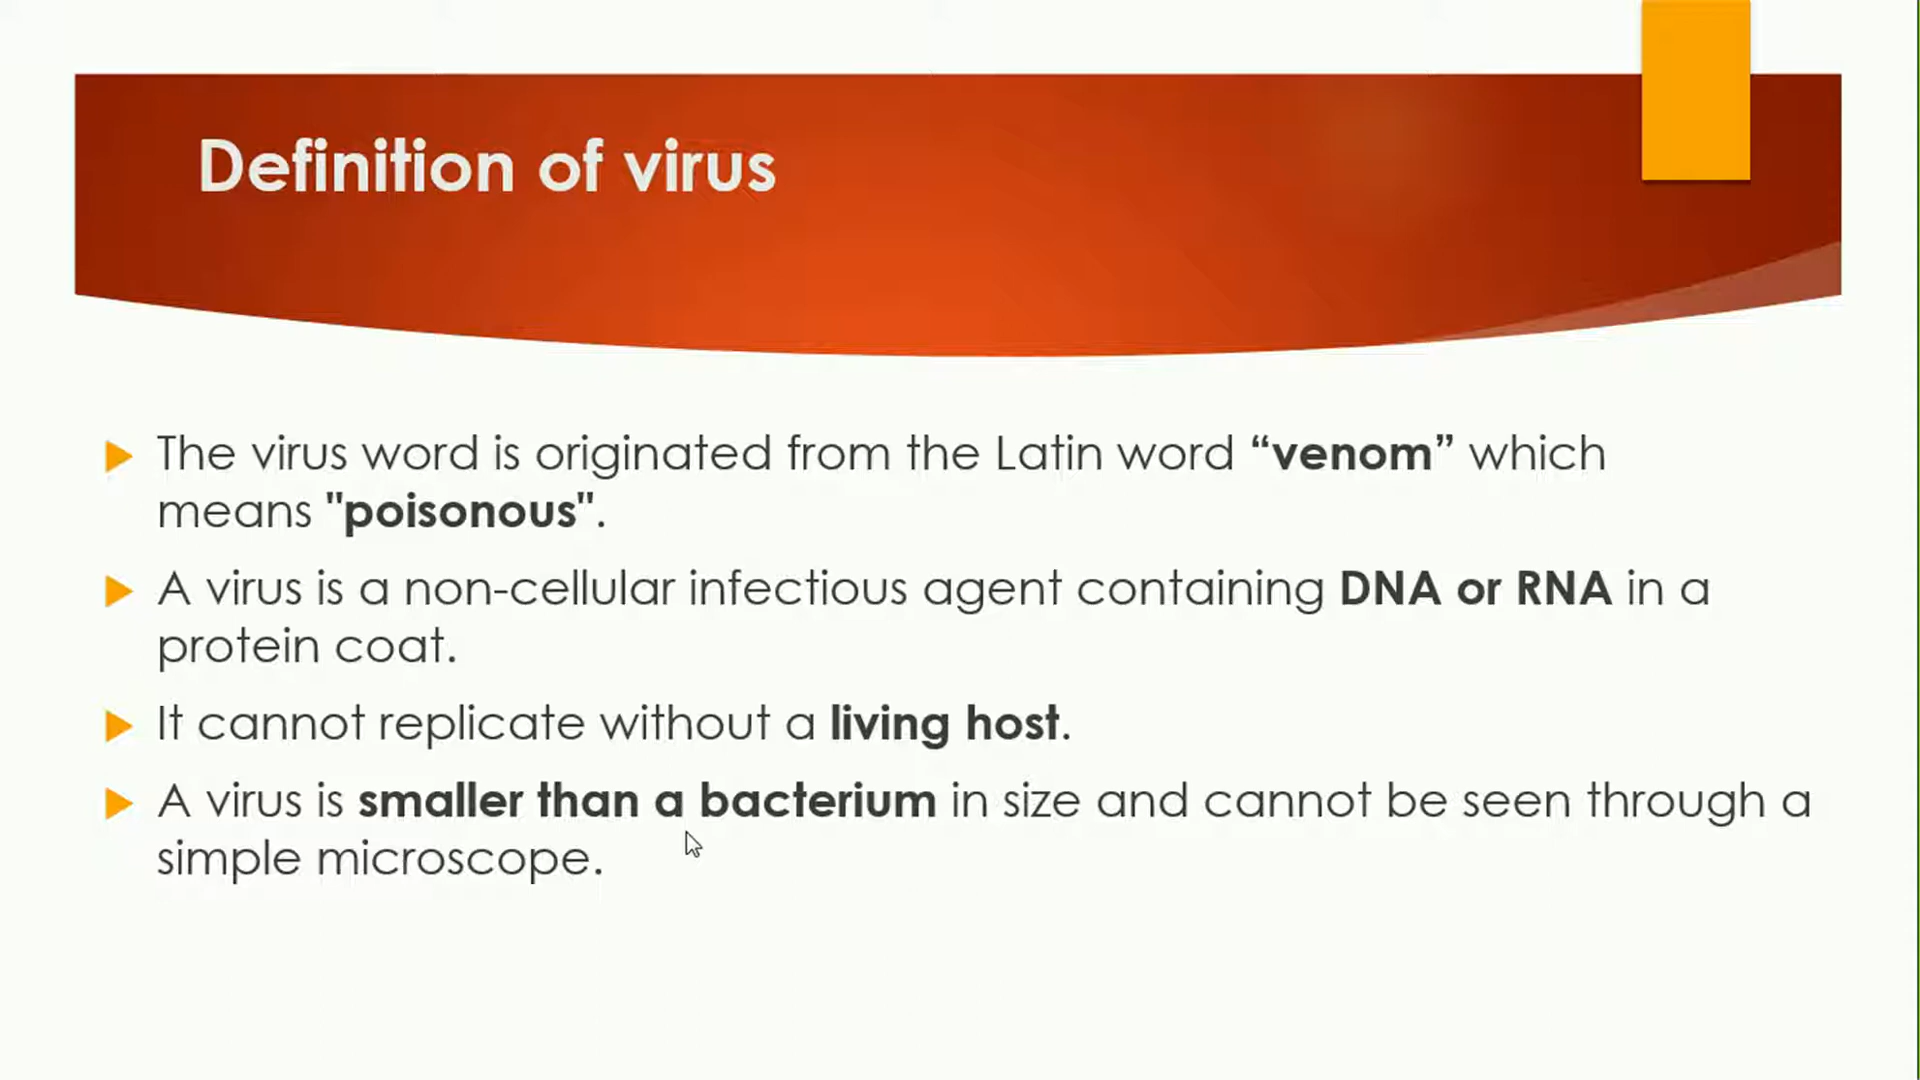 Definition of virus
The virus word is originated from the Latin word “venom” which
means "poisonous".
A virus is a non-cellular infectious agent containing DNA or RNA in a
protein coat.
It cannot replicate without a living host.
A virus is smaller than a bacterium in size and cannot be seen through a
simple microscope.